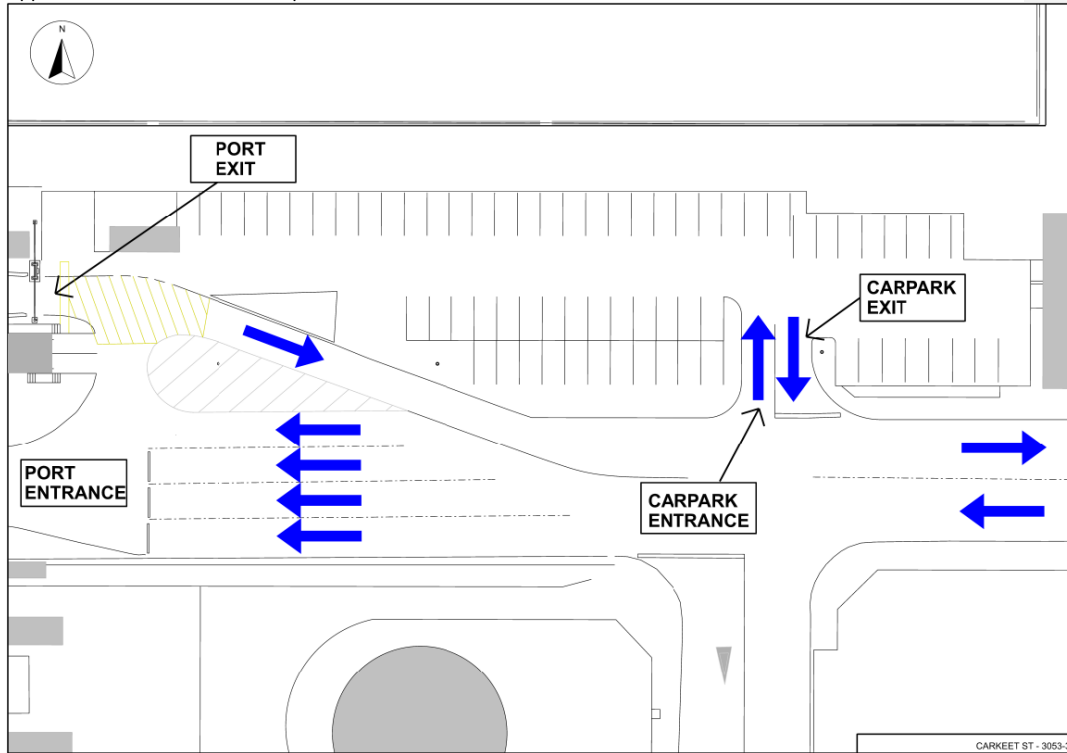 N
PORT
EXIT
CARPARK
EXIT
PORT
ENTRANCE
CARPARK
ENTRANCE
CARKEET ST - 3053-